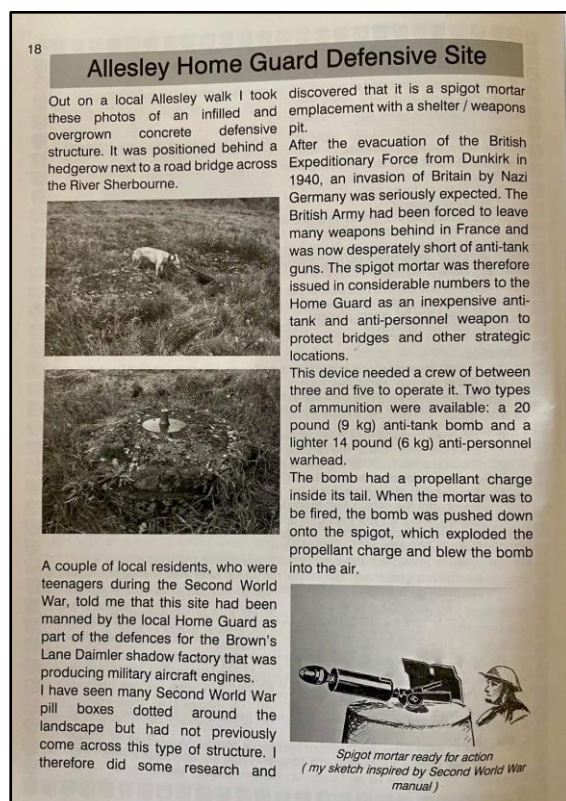 18
Allesley Home Guard Defensive Site
Out on a local Allesley walk I took
these photos of an infilled and
overgrown concrete defensive
structure. It was positioned behind a
hedgerow next to a road bridge across
the River Sherbourne.
A couple of local residents, who were
teenagers during the Second World
War, told me that this site had been
manned by the local Home Guard as
part of the defences for the Brown's
Lane Daimler shadow factory that was
producing military aircraft engines.
I have seen many Second World War
pill boxes dotted around the
landscape but had not previously
come across this type of structure. I
therefore did some research and
discovered that it is a spigot mortar
emplacement with a shelter / weapons
pit.
After the evacuation of the British
Expeditionary Force from Dunkirk in
1940, an invasion of Britain by Nazi
Germany was seriously expected. The
British Army had been forced to leave
many weapons behind in France and
was now desperately short of anti-tank
guns. The spigot mortar was therefore
issued in considerable numbers to the
Home Guard as an inexpensive anti-
tank and anti-personnel weapon to
protect bridges and other strategic
locations.
This device needed a crew of between
three and five to operate it. Two types
of ammunition were available: a 20
pound (9 kg) anti-tank bomb and a
lighter 14 pound (6 kg) anti-personnel
warhead.
The bomb had a propellant charge
inside its tail. When the mortar was to
be fired, the bomb was pushed down
onto the spigot, which exploded the
propellant charge and blew the bomb
into the air.
Spigot mortar ready for action
( my sketch inspired by Second World War
manual )